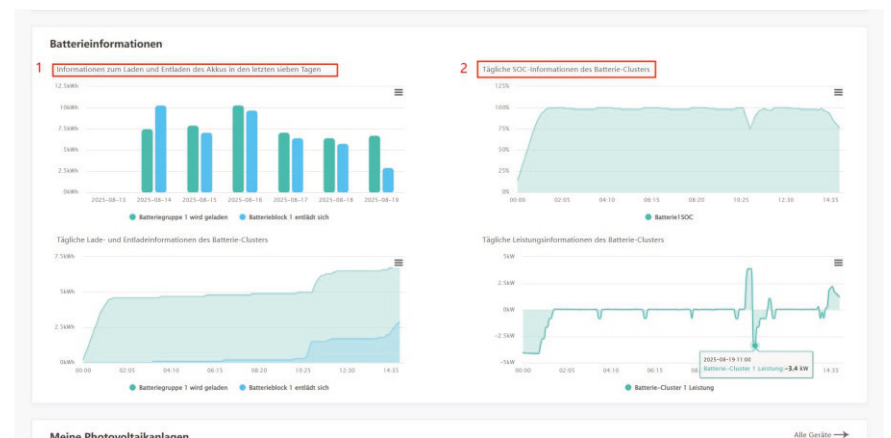 Batterieinformationen
1 Informationen zum Laden und Entladen des Akkus in den letzten sieben Tagen
12.5kWh
10kWh
7.5kWh
5kWh
2.5kWh
0kWh
2025-08-13 2025-08-14 2025-08-15 2025-08-16 2025-08-17 2025-08-18 2025-08-19
Batteriegruppe 1 wird geladen Batterieblock 1 entlädt sich
2 Tägliche SOC-Informationen des Batterie-Clusters
125%
100%
75%
50%
25%
0%
00:00 02:05 04:10 06:15 08:20 10:25 12:30 14:35
Batterie1SOC
Tägliche Lade- und Entladeinformationen des Batterie-Clusters
7.5kWh
5kWh
2.5kWh
0kWh
00:00 02:05 04:10 06:15 08:20 10:25 12:30 14:35
Batteriegruppe 1 wird geladen Batterieblock 1 entlädt sich
Tägliche Leistungsinformationen des Batterie-Clusters
5kW
2.5kW
0kW
-2.5kW
-5kW
00:00 02:05 04:10 06:15 14:35
2025-08-19 11:00
Batterie-Cluster 1 Leistung -3,4 kW
Batterie-Cluster 1 Leistung
Meine Photovoltaikanlagen
Alle Geräte